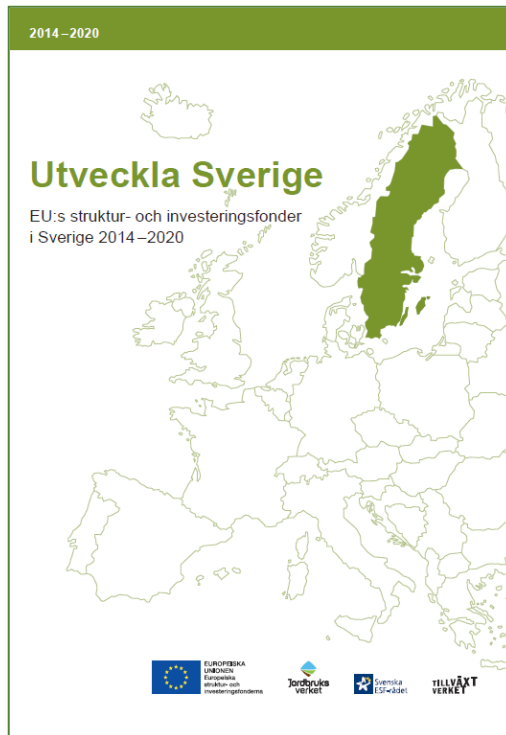 2014–2020
Utveckla Sverige
EU:s struktur- och investeringsfonder
i Sverige 2014–2020
EUROPEISKA
UNIONEN
Europeiska
struktur- och
investeringsfonderna
Jordbruks
verket
Svenska
ESF-rådet
TILLVÄXT
VERKET